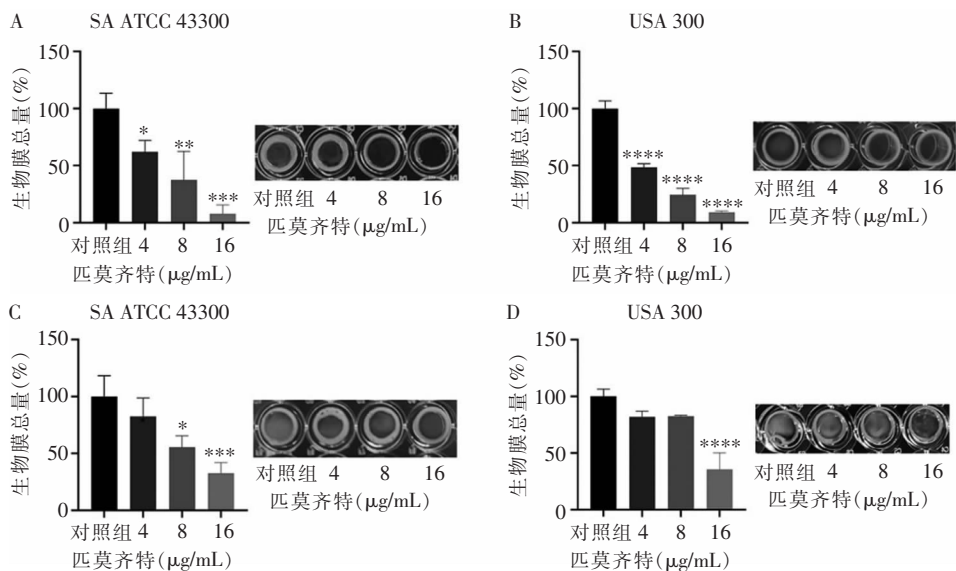 A
SA ATCC 43300
生物膜总量(%)
150
100
50
0
*
**
***
对照组 4 8 16
匹莫齐特(μg/mL)
对照组 4 8 16
匹莫齐特(μg/mL)
B
USA 300
生物膜总量(%)
150
100
50
0
****
****
****
对照组 4 8 16
匹莫齐特(μg/mL)
对照组 4 8 16
匹莫齐特(μg/mL)
C
SA ATCC 43300
生物膜总量(%)
150
100
50
0
*
***
对照组 4 8 16
匹莫齐特(μg/mL)
对照组 4 8 16
匹莫齐特(μg/mL)
D
USA 300
生物膜总量(%)
150
100
50
0
****
对照组 4 8 16
匹莫齐特(μg/mL)
对照组 4 8 16
匹莫齐特(μg/mL)